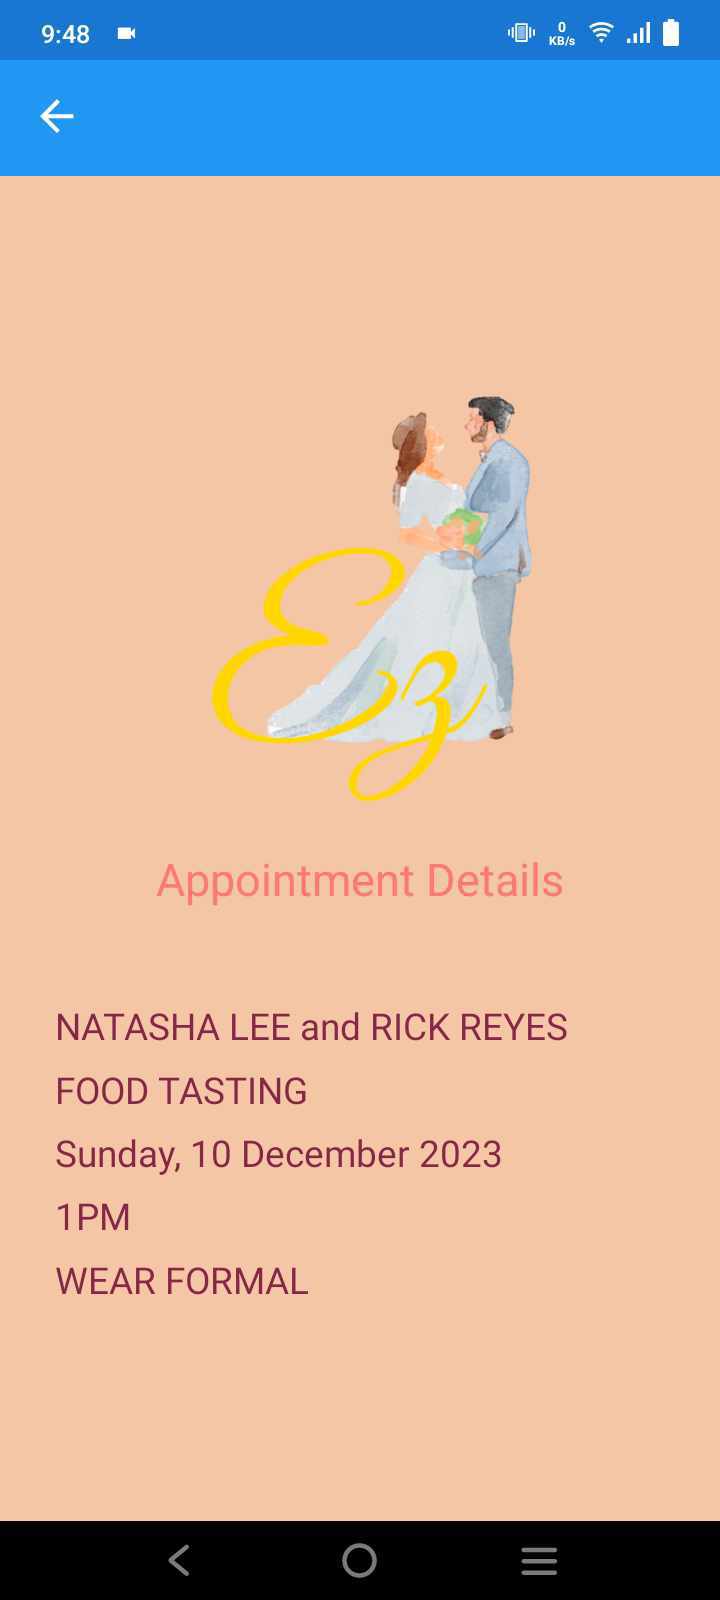 9:48
0
KB/s
Ez
Appointment Details
NATASHA LEE and RICK REYES
FOOD TASTING
Sunday, 10 December 2023
1PM
WEAR FORMAL